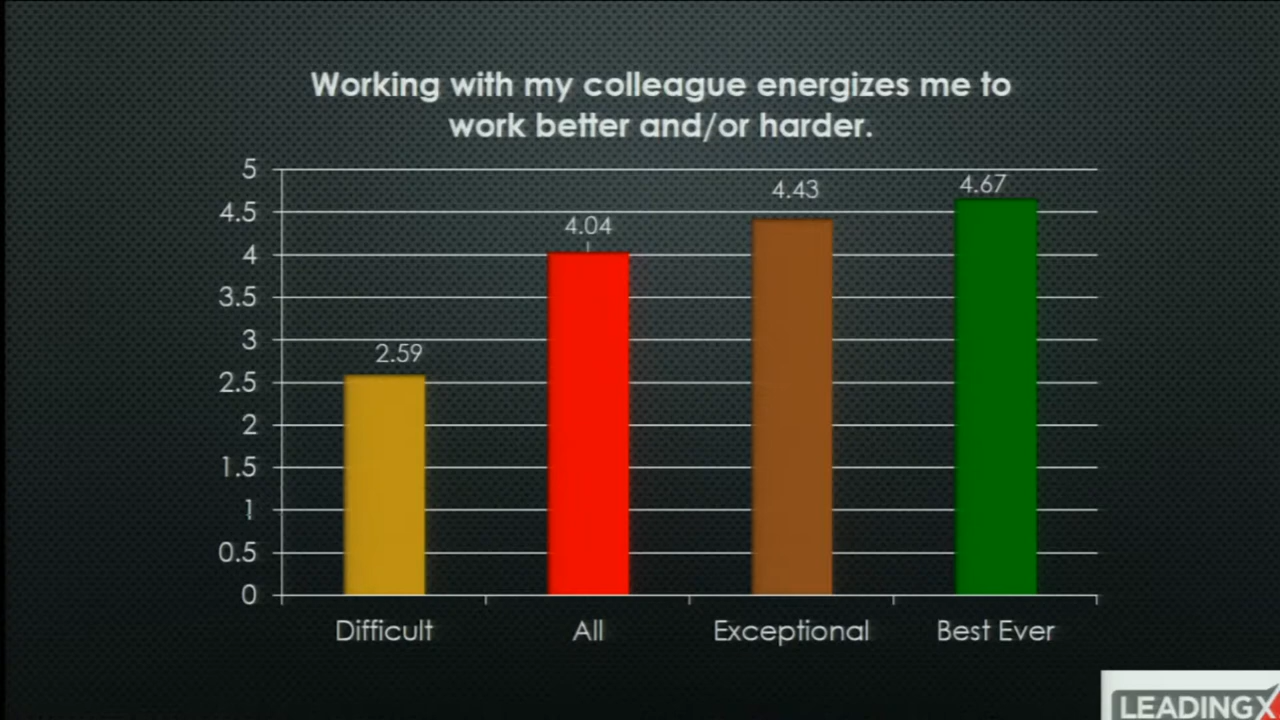 Working with my colleague energizes me to
work better and/or harder.
5
4.5
4
3.5
3
2.5
2
1.5
1
0.5
0
2.59
4.04
4.43
4.67
Difficult
All
Exceptional
Best Ever
LEADINGX